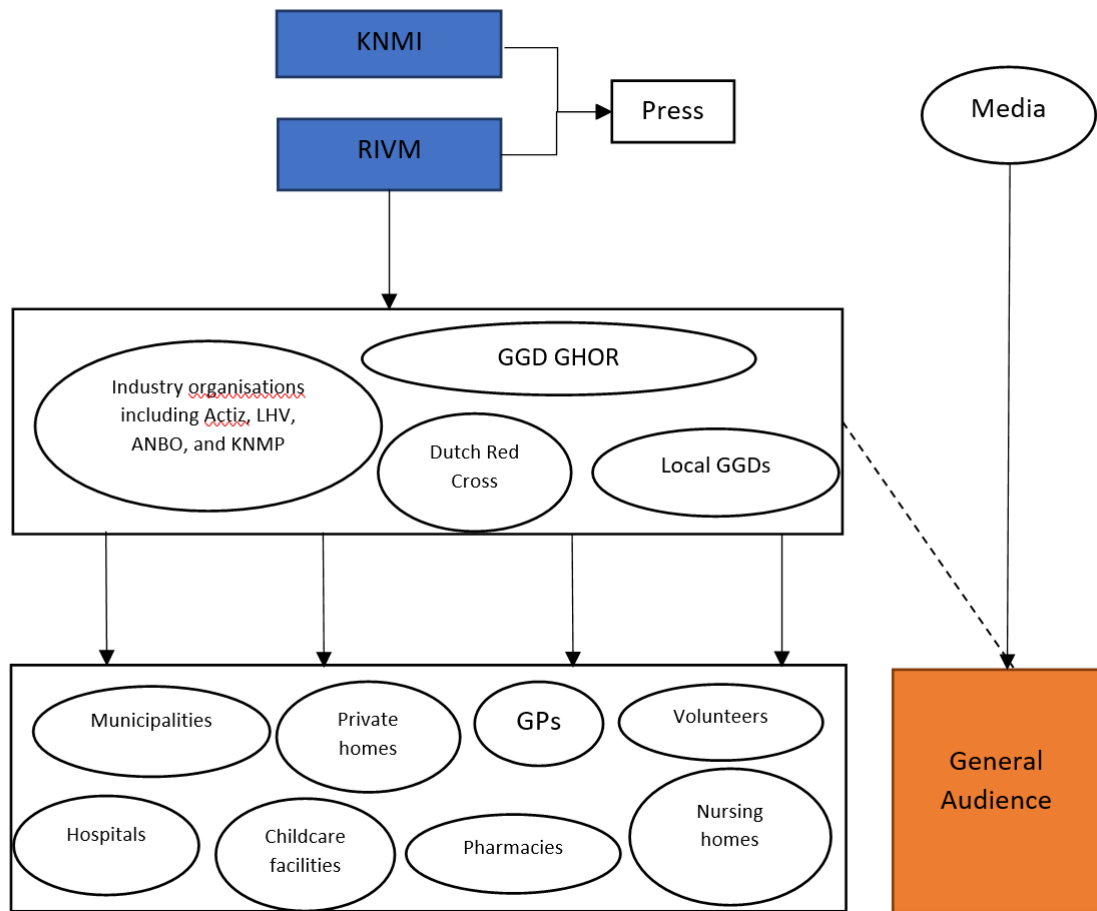 KNMI
Press
Media
RIVM
GGD GHOR
Industry organisations
including Actiz, LHV,
ANBO, and KNMP
Dutch Red
Cross
Local GGDs
Municipalities
Private
homes
GPs
Volunteers
Hospitals
Childcare
facilities
Pharmacies
Nursing
homes
General
Audience